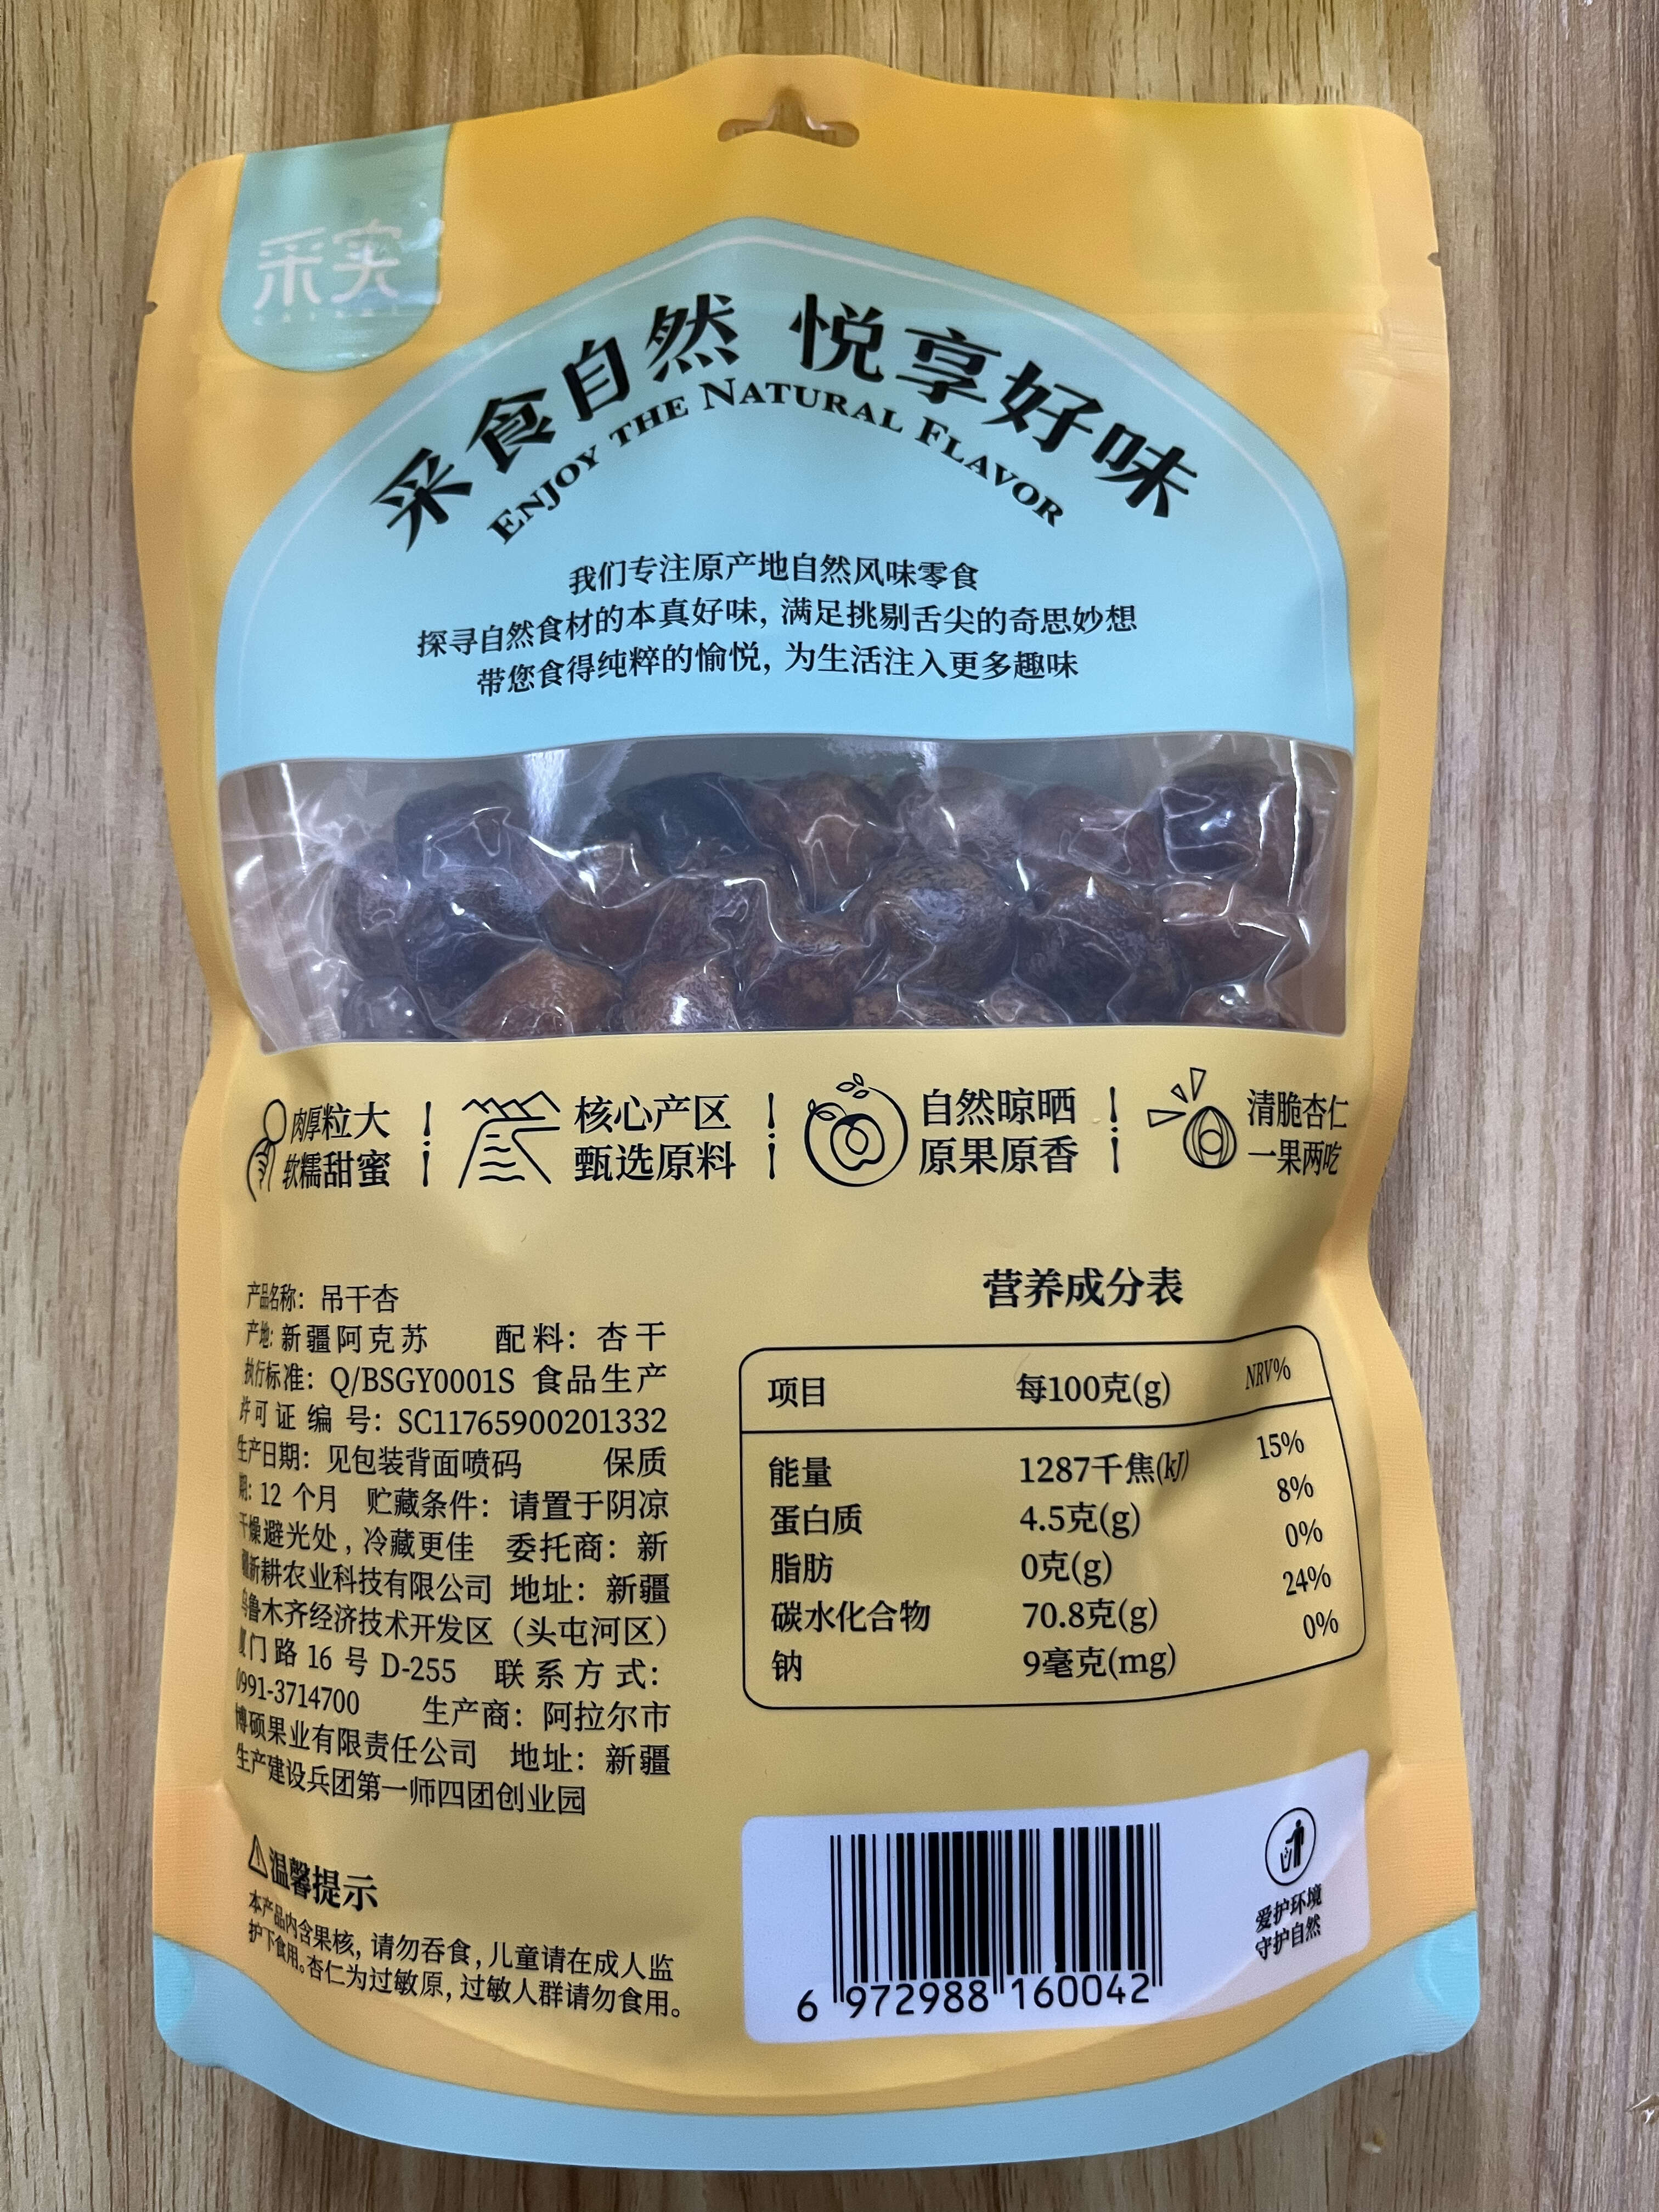 采实
采食自然 悦享好味
ENJOY THE NATURAL FLAVOR
我们专注原产地自然风味零食
探寻自然食材的本真好味, 满足挑剔舌尖的奇思妙想
带您食得纯粹的愉悦, 为生活注入更多趣味
肉厚粒大
软糯甜蜜
核心产区
甄选原料
自然晾晒
原果原香
清脆杏仁
一果两吃
产品名称: 吊干杏
产地: 新疆阿克苏 配料: 杏干
执行标准: Q/BSGY0001S 食品生产
许可证编号: SC11765900201332
生产日期: 见包装背面喷码 保质
期: 12 个月 贮藏条件: 请置于阴凉
干燥避光处, 冷藏更佳 委托商: 新
疆新耕农业科技有限公司 地址: 新疆
乌鲁木齐经济技术开发区 (头屯河区)
厦门路 16 号 D-255 联系方式:
0991-3714700 生产商: 阿拉尔市
博硕果业有限责任公司 地址: 新疆
生产建设兵团第一师四团创业园
温馨提示
本产品内含果核, 请勿吞食, 儿童请在成人监
护下食用。杏仁为过敏原, 过敏人群请勿食用。
营养成分表
项目 每100克(g) NRV%
能量 1287千焦(kJ) 15%
蛋白质 4.5克(g) 8%
脂肪 0克(g) 0%
碳水化合物 70.8克(g) 24%
钠 9毫克(mg) 0%
6 972988 160042
爱护环境
守护自然